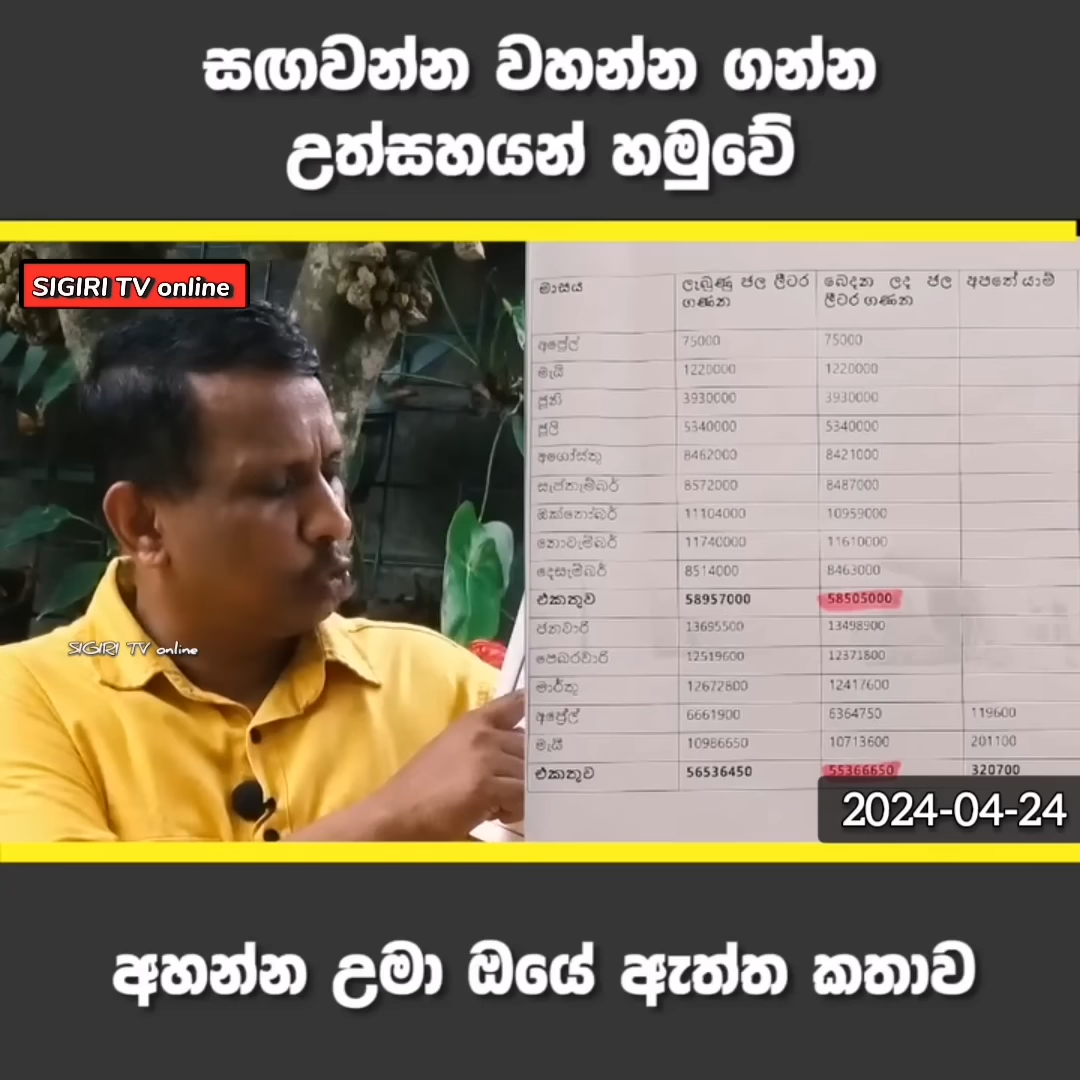 සඟවන්න වහන්න ගන්න
උත්සහයන් හමුවේ
SIGIRI TV online
SIGIRI TV online
මාසය ලැබුණු ජල ලීටර ගණන බෙදන ලද ජල ලීටර ගණන අපතේ යාම්
අප්‍රේල් 75000 75000
මැයි 1220000 1220000
ජූනි 3930000 3930000
ජූලි 5340000 5340000
අගෝස්තු 8462000 8421000
සැප්තැම්බර් 8572000 8487000
ඔක්තෝබර් 11104000 10959000
නොවැම්බර් 11740000 11610000
දෙසැම්බර් 8514000 8463000
එකතුව 58957000 58505000
ජනවාරි 13695500 13498900
පෙබරවාරි 12519600 12371800
මාර්තු 12672800 12417600
අප්‍රේල් 6661900 6364750 119600
මැයි 10986650 10713600 201100
එකතුව 56536450 55366650 320700
2024-04-24
අහන්න උමා ඔයේ ඇත්ත කතාව